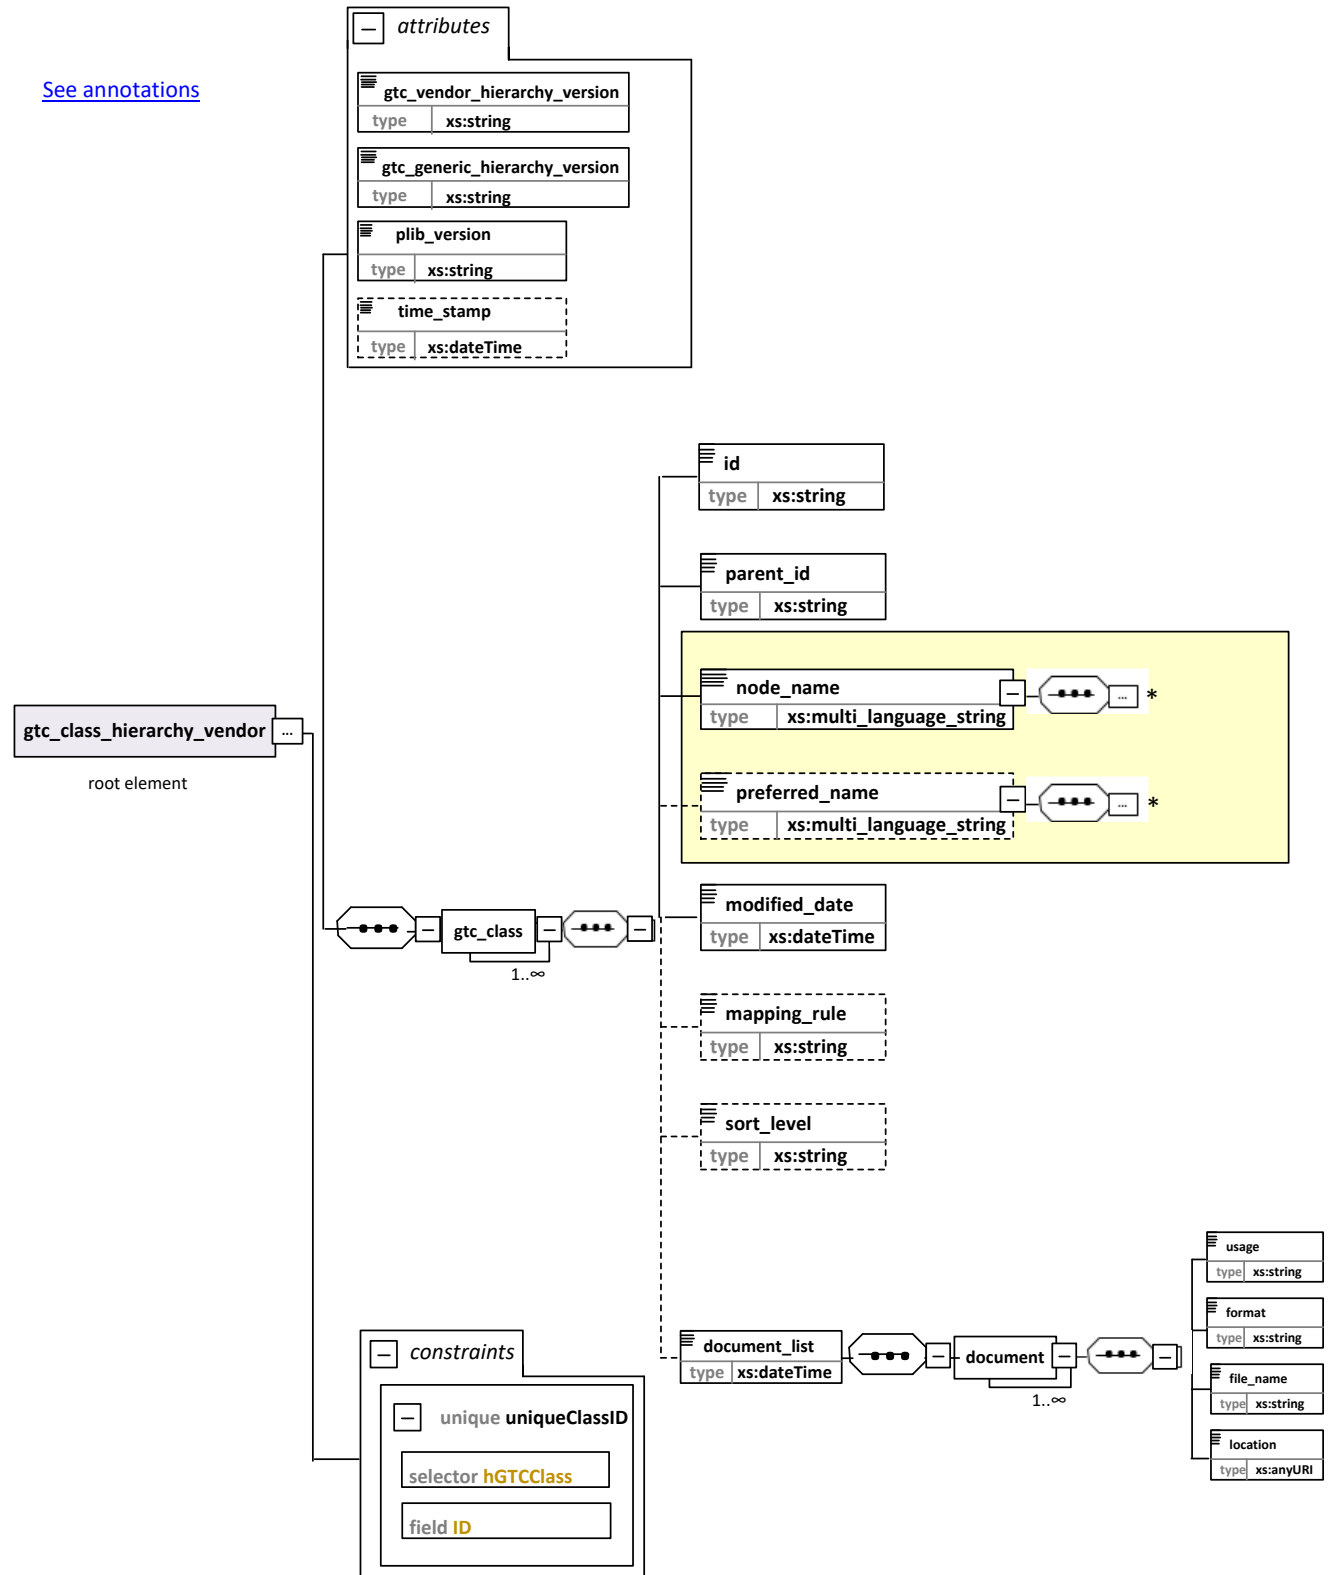 attributes
See annotations
gtc_vendor_hierarchy_version
type xs:string
gtc_generic_hierarchy_version
type xs:string
plib_version
type xs:string
time_stamp
type xs:dateTime
id
type xs:string
parent_id
type xs:string
node_name
type xs:multi_language_string
... *
gtc_class_hierarchy_vendor ...
root element
preferred_name
type xs:multi_language_string
... *
modified_date
type xs:dateTime
gtc_class
1..∞
mapping_rule
type xs:string
sort_level
type xs:string
usage
type xs:string
format
type xs:string
document_list
type xs:dateTime
document
1..∞
file_name
type xs:string
location
type xs:anyURI
constraints
unique uniqueClassID
selector hGTCClass
field ID